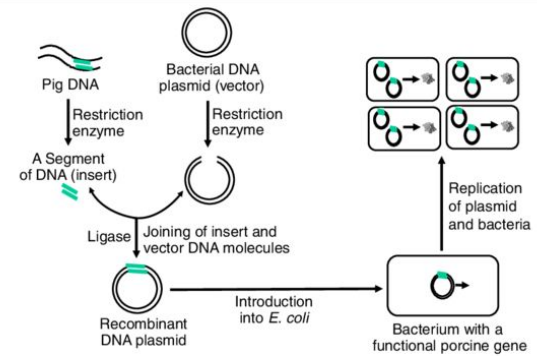 Pig DNA
Bacterial DNA
plasmid (vector)
Restriction
enzyme
Restriction
enzyme
A Segment
of DNA (insert)
Ligase
Joining of insert and
vector DNA molecules
Recombinant
DNA plasmid
Introduction
into E. coli
Bacterium with a
functional porcine gene
Replication
of plasmid
and bacteria